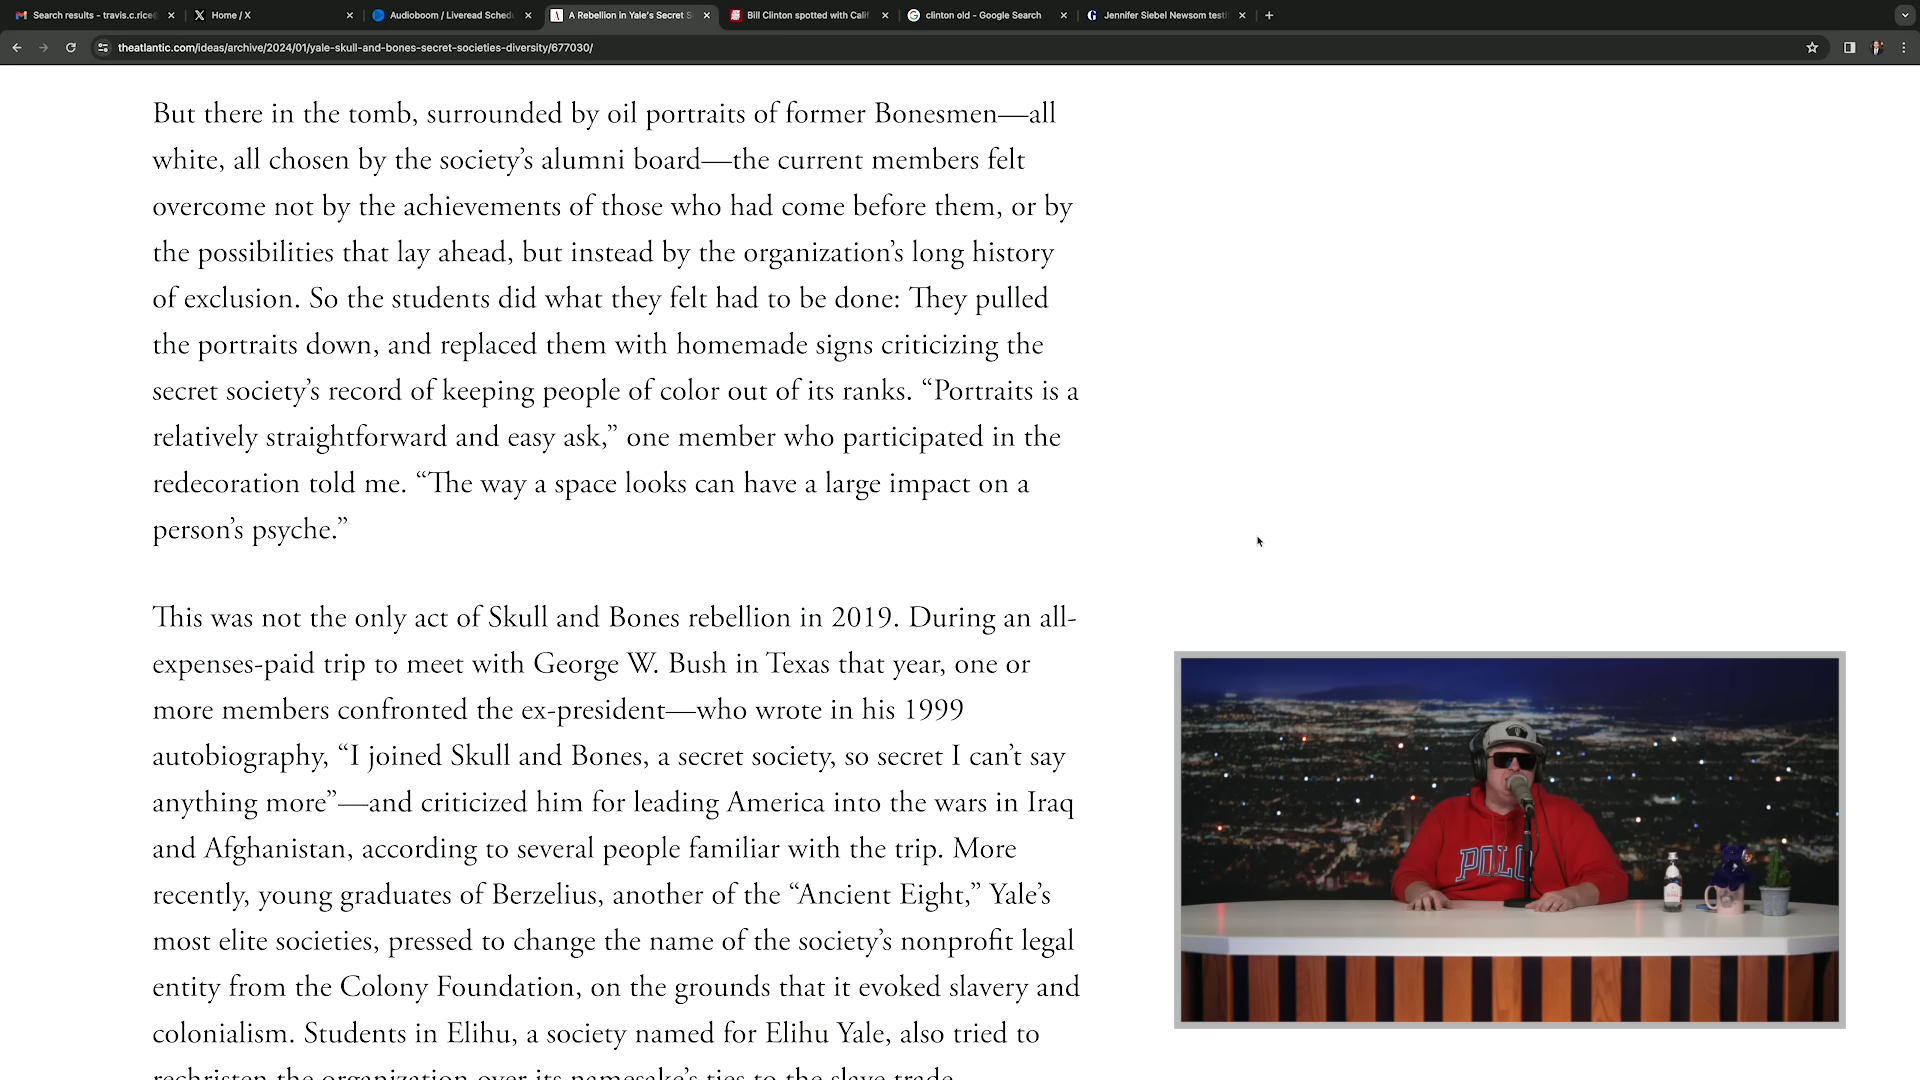 Search results - travis.c.rice
Home / X
Audioboom / Liveread Sched
A Rebellion in Yale's Secret S
Bill Clinton spotted with Cali
clinton old - Google Search
Jennifer Siebel Newsom testi
theatlantic.com/ideas/archive/2024/01/yale-skull-and-bones-secret-societies-diversity/677030/
But there in the tomb, surrounded by oil portraits of former Bonesmen—all
white, all chosen by the society’s alumni board—the current members felt
overcome not by the achievements of those who had come before them, or by
the possibilities that lay ahead, but instead by the organization’s long history
of exclusion. So the students did what they felt had to be done: They pulled
the portraits down, and replaced them with homemade signs criticizing the
secret society’s record of keeping people of color out of its ranks. “Portraits is a
relatively straightforward and easy ask,” one member who participated in the
redecoration told me. “The way a space looks can have a large impact on a
person’s psyche.”
This was not the only act of Skull and Bones rebellion in 2019. During an all-
expenses-paid trip to meet with George W. Bush in Texas that year, one or
more members confronted the ex-president—who wrote in his 1999
autobiography, “I joined Skull and Bones, a secret society, so secret I can’t say
anything more”—and criticized him for leading America into the wars in Iraq
and Afghanistan, according to several people familiar with the trip. More
recently, young graduates of Berzelius, another of the “Ancient Eight,” Yale’s
most elite societies, pressed to change the name of the society’s nonprofit legal
entity from the Colony Foundation, on the grounds that it evoked slavery and
colonialism. Students in Elihu, a society named for Elihu Yale, also tried to
rechristen the organization over its namesake’s ties to the slave trade.
POLO